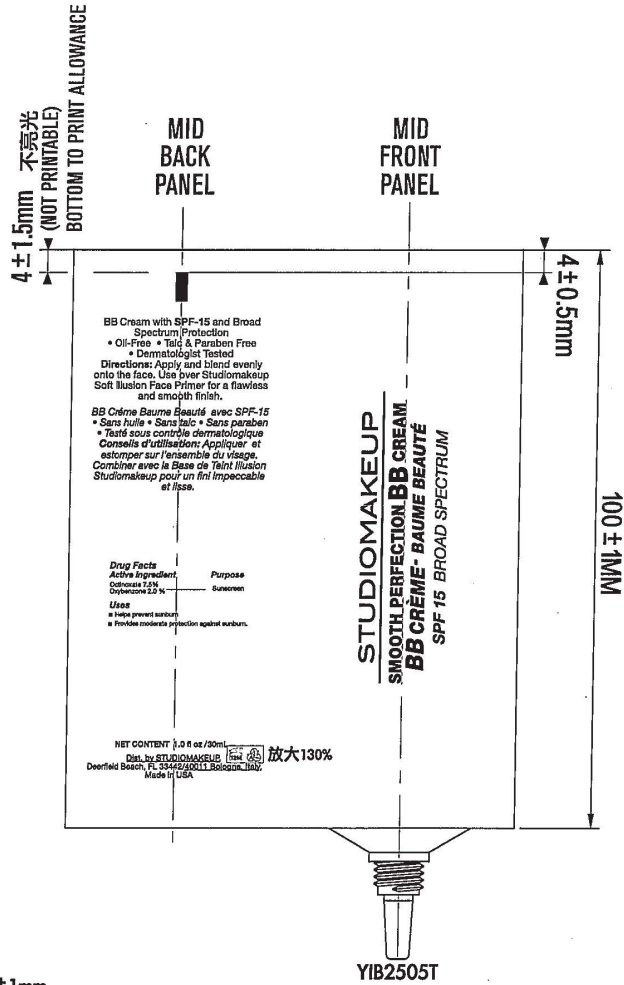 4±1.5mm 不亮光
(NOT PRINTABLE)
BOTTOM TO PRINT ALLOWANCE
MID
BACK
PANEL
MID
FRONT
PANEL
4±0.5mm
100±1MM
BB Cream with SPF-15 and Broad
Spectrum Protection
• Oil-Free • Talc & Paraben Free
• Dermatologist Tested
Directions: Apply and blend evenly
onto the face. Use over Studiomakeup
Soft Illusion Face Primer for a flawless
and smooth finish.
BB Créme Baume Beauté avec SPF-15
• Sans huile • Sans talc • Sans paraben
• Testé sous contrôle dermatologique
Conseils d'utilisation: Appliquer et
estomper sur l'ensemble du visage.
Combiner avec la Base de Teint Illusion
Studiomakeup pour un fini impeccable
et lisse.
Drug Facts
Active Ingredient Purpose
Octinoxate 7.5%
Oxybenzone 2.0 % Sunscreen
Uses
■ Helps prevent sunburn
■ Provides moderate protection against sunburn.
NET CONTENT 1.0 fl oz /30mL
Dist. by STUDIOMAKEUP 放大130%
Deerfield Beach, FL 33442/40011 Bologna, Italy.
Made in USA
STUDIOMAKEUP
SMOOTH PERFECTION BB CREAM
BB CRÈME- BAUME BEAUTÉ
SPF 15 BROAD SPECTRUM
YIB2505T